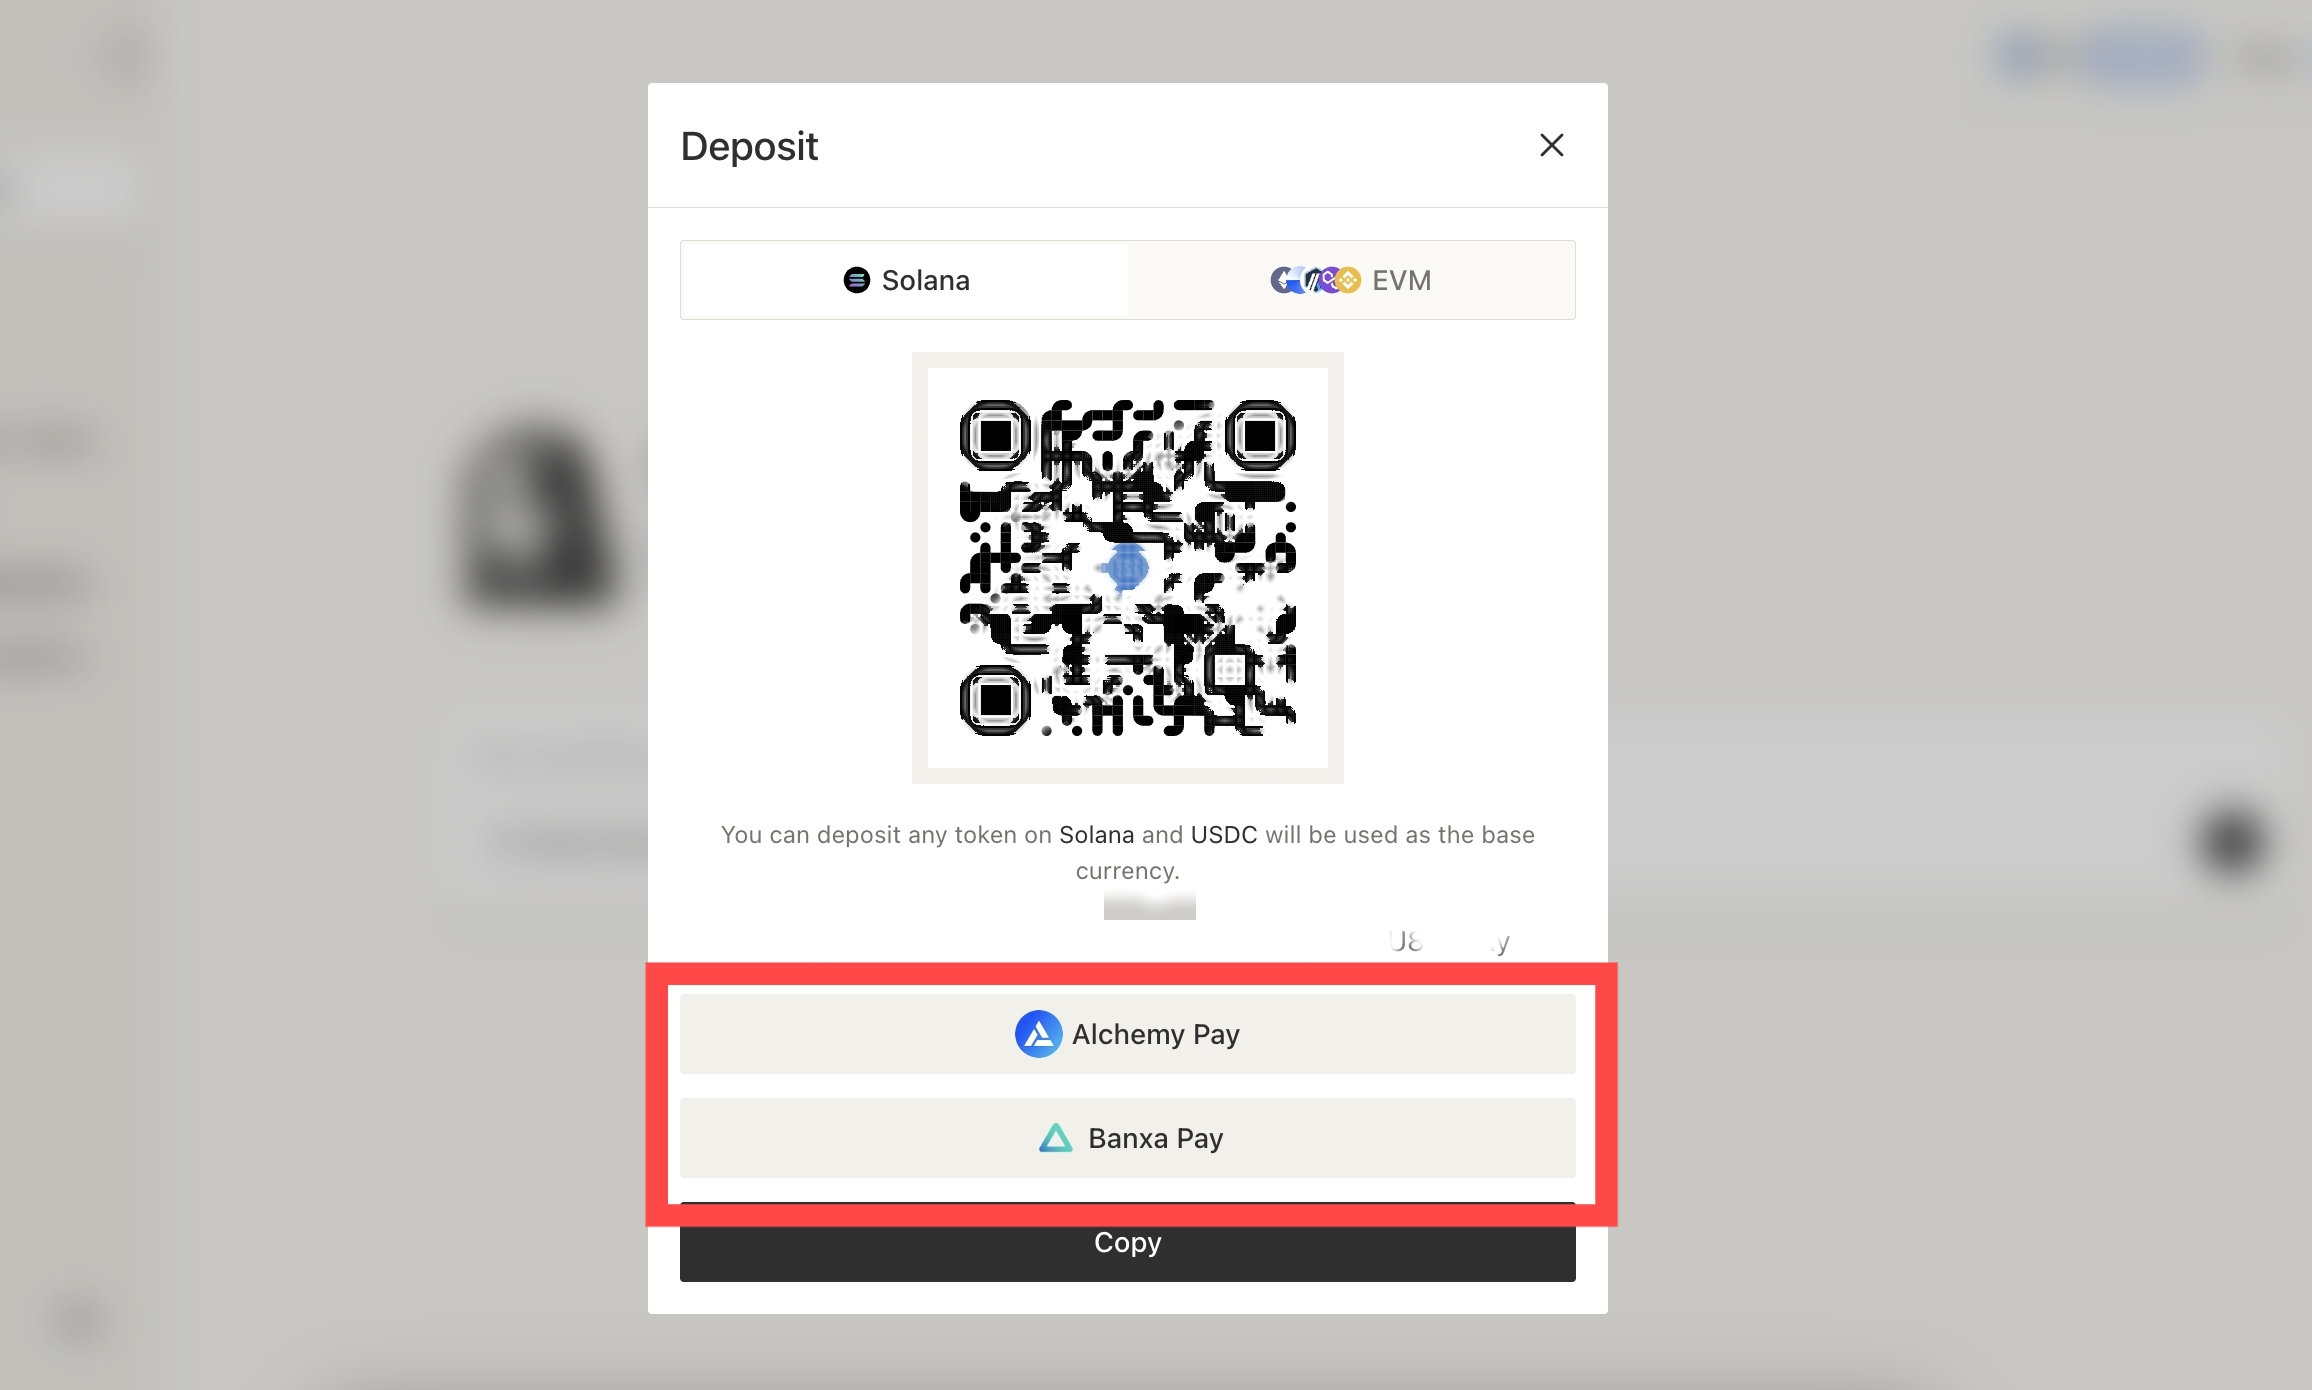 Deposit
Solana
EVM
You can deposit any token on Solana and USDC will be used as the base
currency.
Alchemy Pay
Banxa Pay
Copy